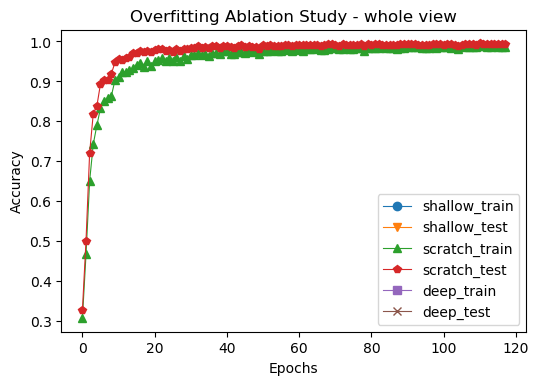 Overfitting Ablation Study - whole view
Accuracy
1.0
0.9
0.8
0.7
0.6
0.5
0.4
0.3
shallow_train
shallow_test
scratch_train
scratch_test
deep_train
deep_test
0 20 40 60 80 100 120
Epochs